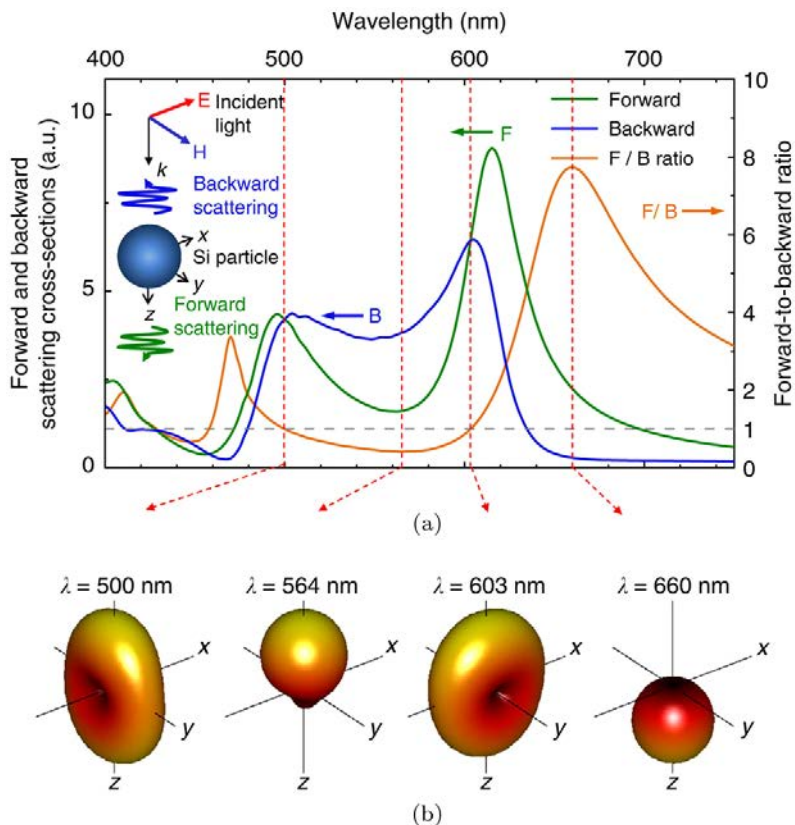 Wavelength (nm)
400 500 600 700
10
5
0
Forward and backward
scattering cross-sections (a.u.)
E Incident
light
H
k
Backward
scattering
x
Si particle
y
z
Forward
scattering
F
B
F/ B
Forward
Backward
F / B ratio
10
8
6
4
2
1
0
Forward-to-backward ratio
(a)
λ = 500 nm λ = 564 nm λ = 603 nm λ = 660 nm
x x
y y y y
z z z z
(b)